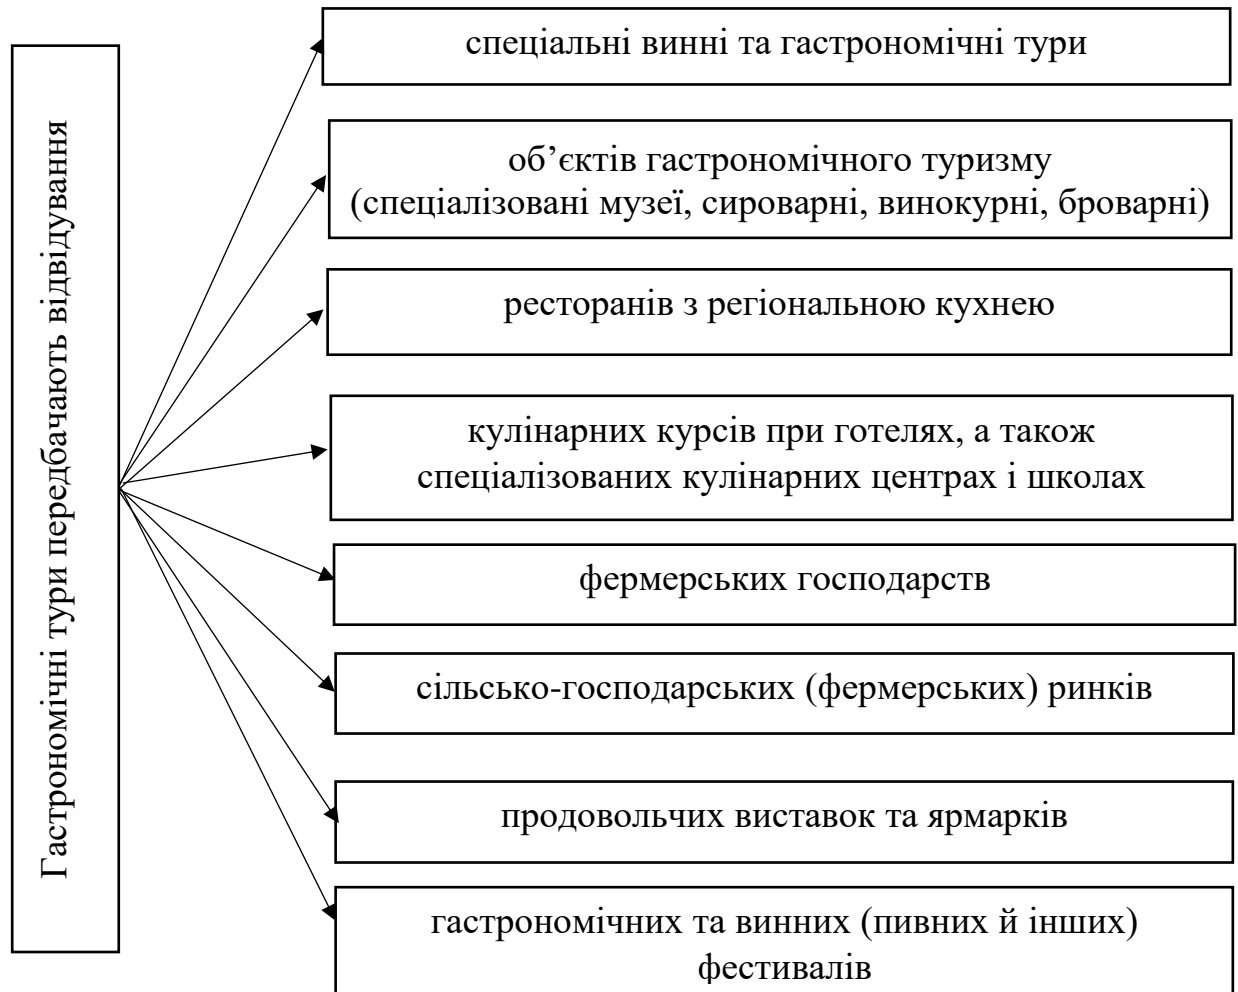 Гастрономічні тури передбачають відвідування
спеціальні винні та гастрономічні тури
об’єктів гастрономічного туризму
(спеціалізовані музеї, сироварні, винокурні, броварні)
ресторанів з регіональною кухнею
кулінарних курсів при готелях, а також
спеціалізованих кулінарних центрах і школах
фермерських господарств
сільсько-господарських (фермерських) ринків
продовольчих виставок та ярмарків
гастрономічних та винних (пивних й інших)
фестивалів